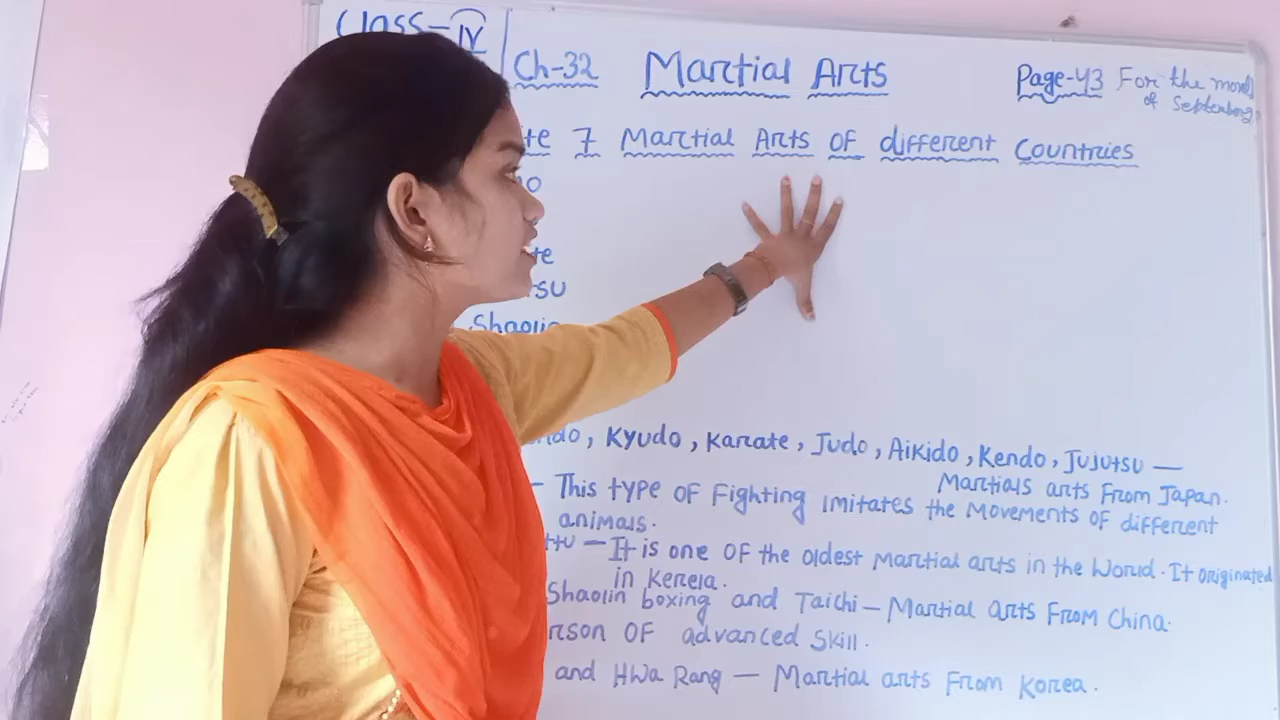 Class-IV
Ch-32 Martial Arts
Page-43 For the month
of September
7 Martial Arts of different Countries
Shaolin
, Kyudo, Karate, Judo, Aikido, Kendo, Jujutsu —
Martials arts From Japan.
- This type of Fighting imitates the movements of different
animals.
— It is one of the oldest martial arts in the world. It originated
in Kerela.
Shaolin boxing and Taichi — Martial arts From China.
of advanced skill.
and Hwa Rang — Martial arts From Korea.